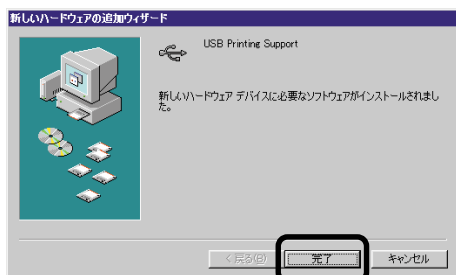 新しいハードウェアの追加ウィザード
USB Printing Support
新しいハードウェア デバイスに必要なソフトウェアがインストールされまし
た。
< 戻る(B)
完了
キャンセル